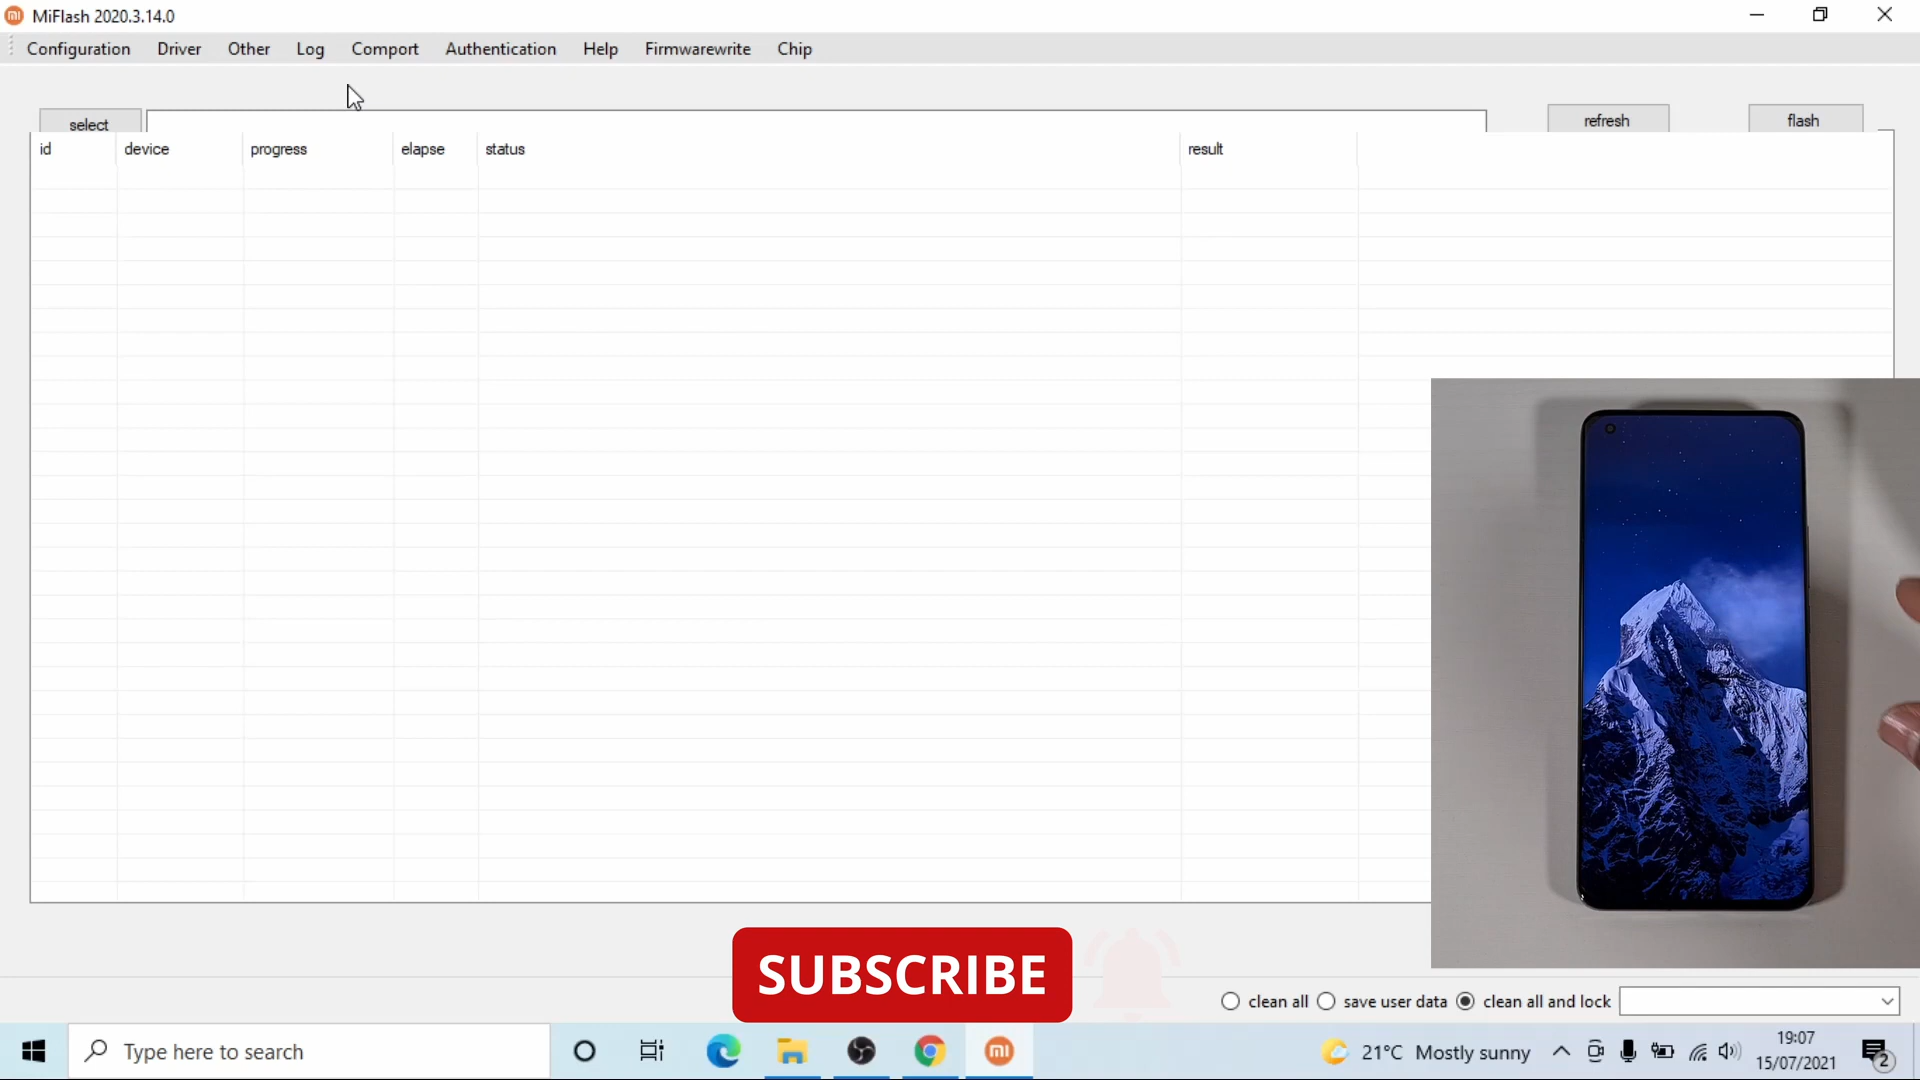 MiFlash 2020.3.14.0
Configuration Driver Other Log Comport Authentication Help Firmwarewrite Chip
select refresh flash
id device progress elapse status result
SUBSCRIBE
clean all save user data clean all and lock
Type here to search
21°C Mostly sunny
19:07
15/07/2021
2